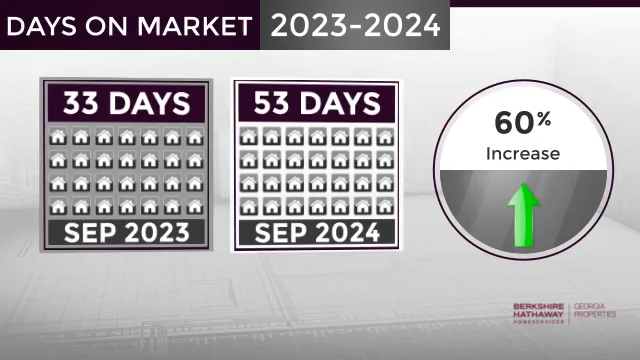 DAYS ON MARKET 2023-2024
33 DAYS
SEP 2023
53 DAYS
SEP 2024
60%
Increase
BERKSHIRE
HATHAWAY
HOMESERVICES
GEORGIA
PROPERTIES